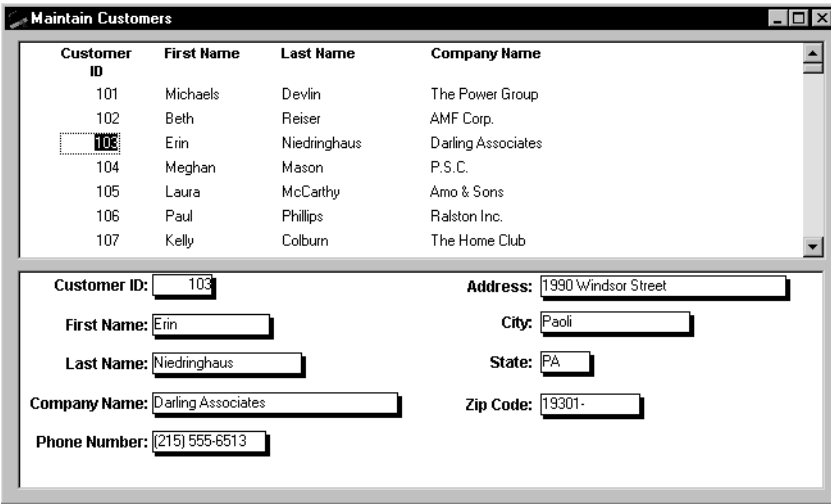 Maintain Customers
Customer ID First Name Last Name Company Name
101 Michaels Devlin The Power Group
102 Beth Reiser AMF Corp.
103 Erin Niedringhaus Darling Associates
104 Meghan Mason P.S.C.
105 Laura McCarthy Amo & Sons
106 Paul Phillips Ralston Inc.
107 Kelly Colburn The Home Club
Customer ID: 103 Address: 1990 Windsor Street
First Name: Erin City: Paoli
Last Name: Niedringhaus State: PA
Company Name: Darling Associates Zip Code: 19301-
Phone Number: (215) 555-6513